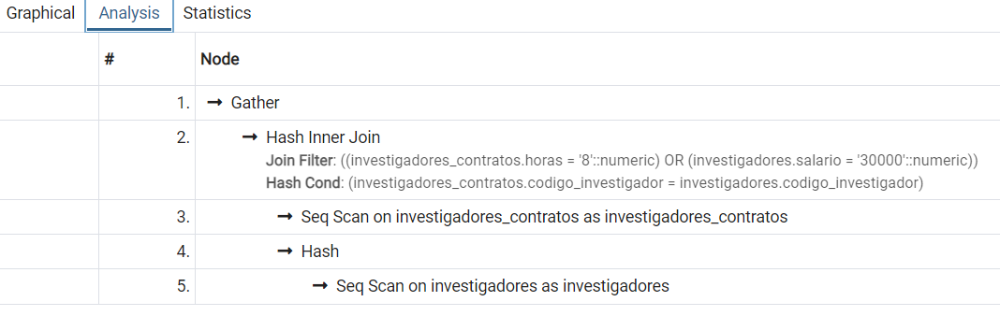 Graphical Analysis Statistics
# Node
1. → Gather
2. → Hash Inner Join
Join Filter: ((investigadores_contratos.horas = '8'::numeric) OR (investigadores.salario = '30000'::numeric))
Hash Cond: (investigadores_contratos.codigo_investigador = investigadores.codigo_investigador)
3. → Seq Scan on investigadores_contratos as investigadores_contratos
4. → Hash
5. → Seq Scan on investigadores as investigadores